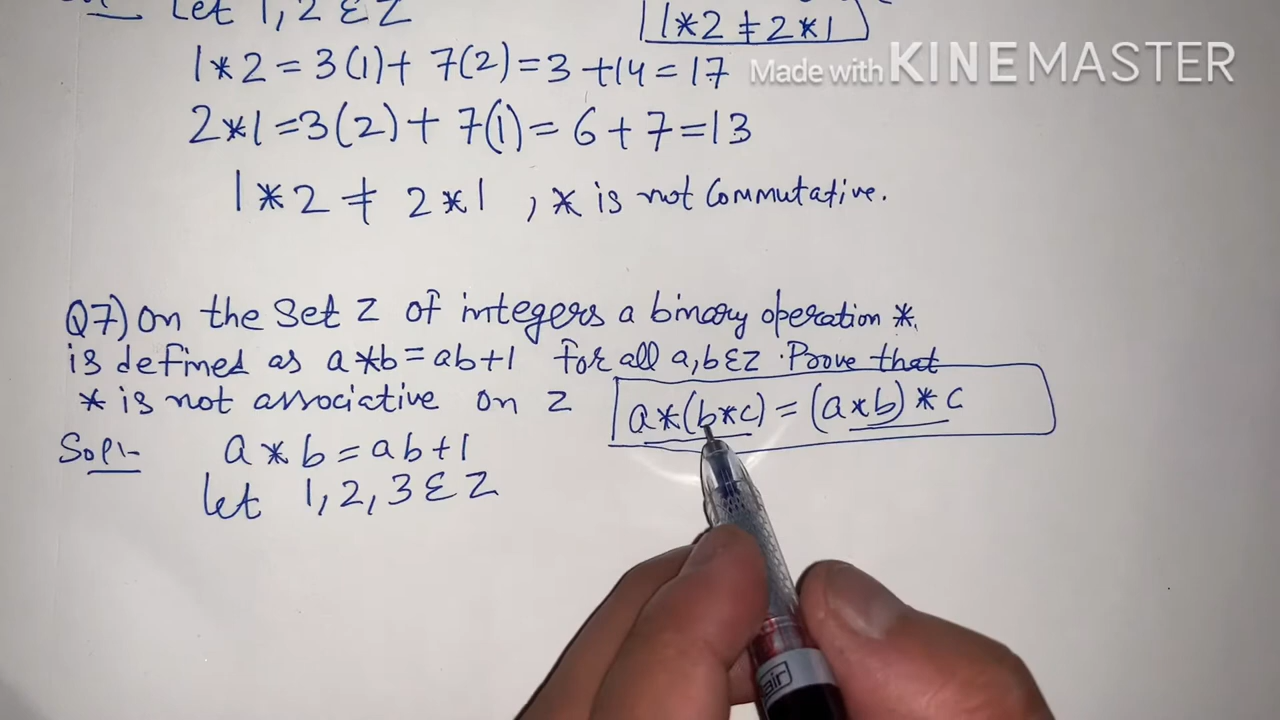 Let 1, 2 ε Z
1*2 ≠ 2*1
1*2 = 3(1)+ 7(2) = 3 +14 = 17
Made with KINEMASTER
2*1 = 3(2) + 7(1) = 6 + 7 = 13
1*2 ≠ 2*1 , * is not Commutative.
Q7) On the Set Z of integers a binary operation *.
is defined as a*b = ab+1 for all a, b ε Z . Prove that
* is not associative on Z
a*(b*c) = (a*b)*c
Sol:-
a*b = ab+1
let 1, 2, 3 ε Z